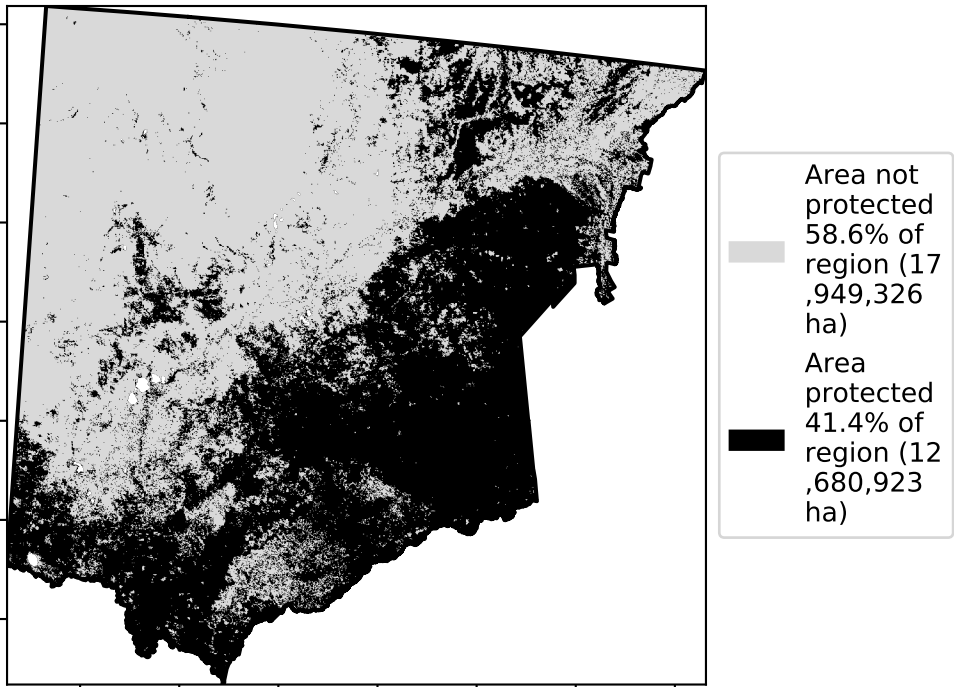 Area not
protected
58.6% of
region (17
,949,326
ha)
Area
protected
41.4% of
region (12
,680,923
ha)